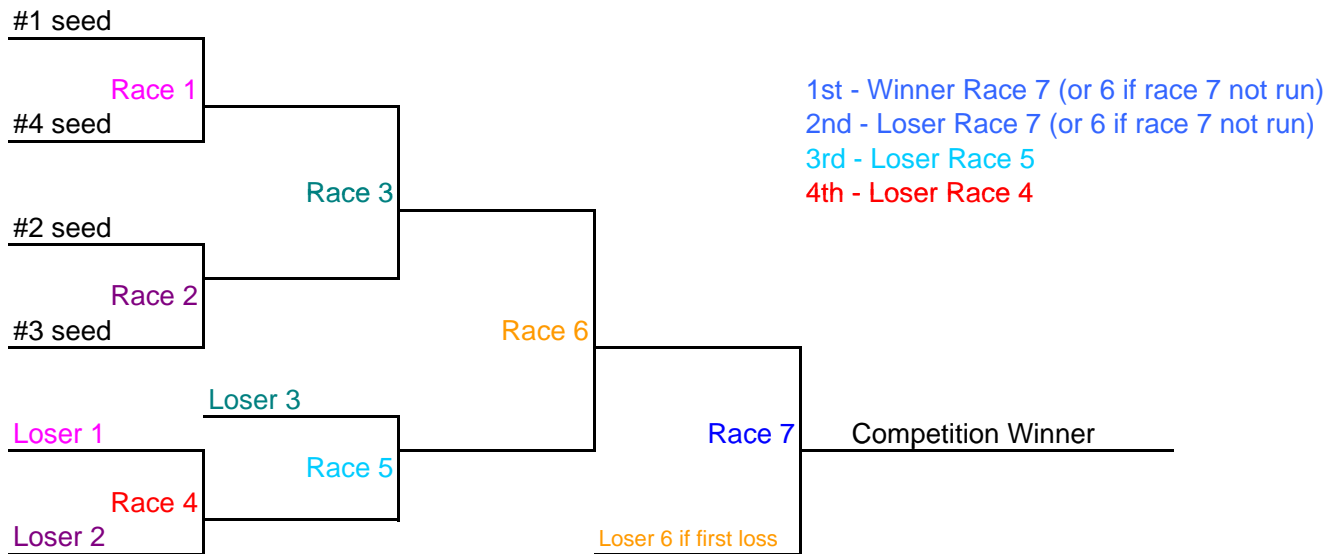 #1 seed
Race 1
#4 seed
1st - Winner Race 7 (or 6 if race 7 not run)
2nd - Loser Race 7 (or 6 if race 7 not run)
3rd - Loser Race 5
4th - Loser Race 4
Race 3
#2 seed
Race 2
#3 seed
Race 6
Loser 3
Loser 1
Race 7
Competition Winner
Race 5
Race 4
Loser 2
Loser 6 if first loss